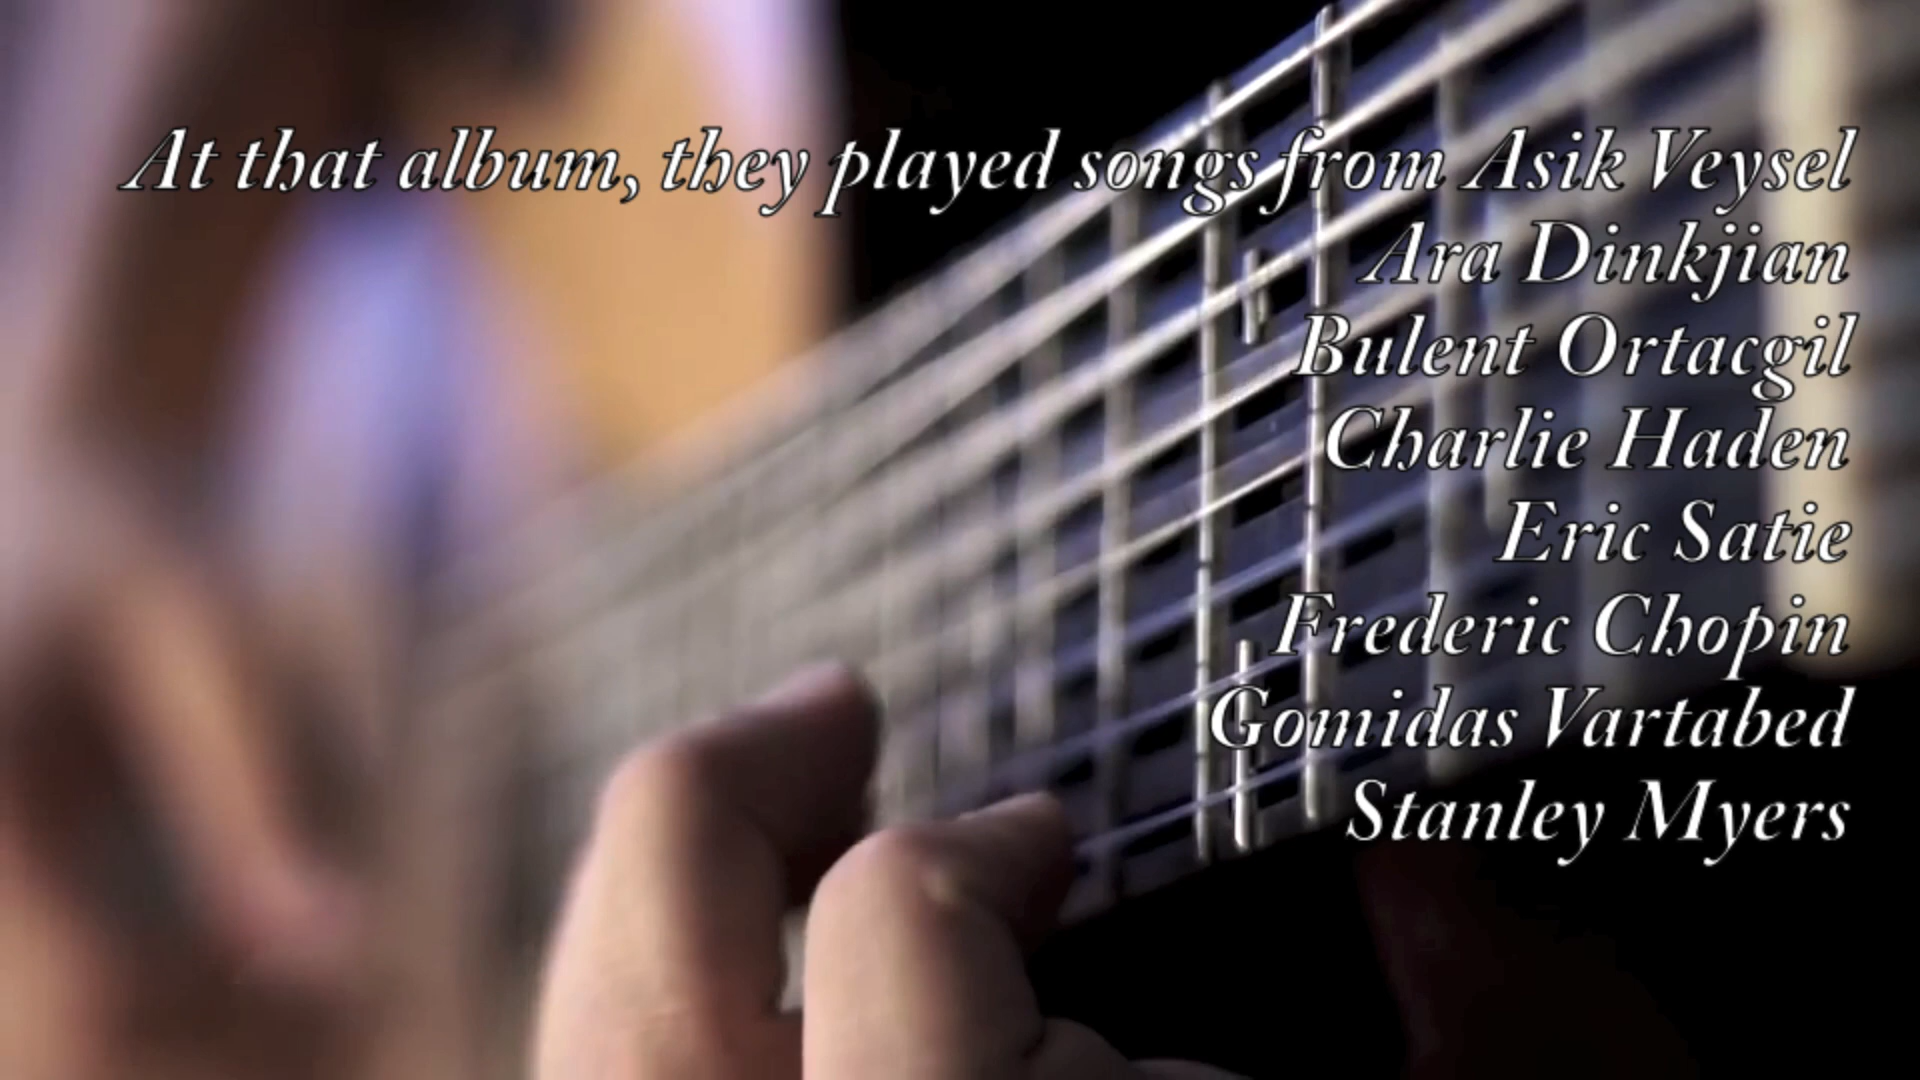 At that album, they played songs from Asik Veysel
Ara Dinkjian
Bulent Ortacgil
Charlie Haden
Eric Satie
Frederic Chopin
Gomidas Vartabed
Stanley Myers